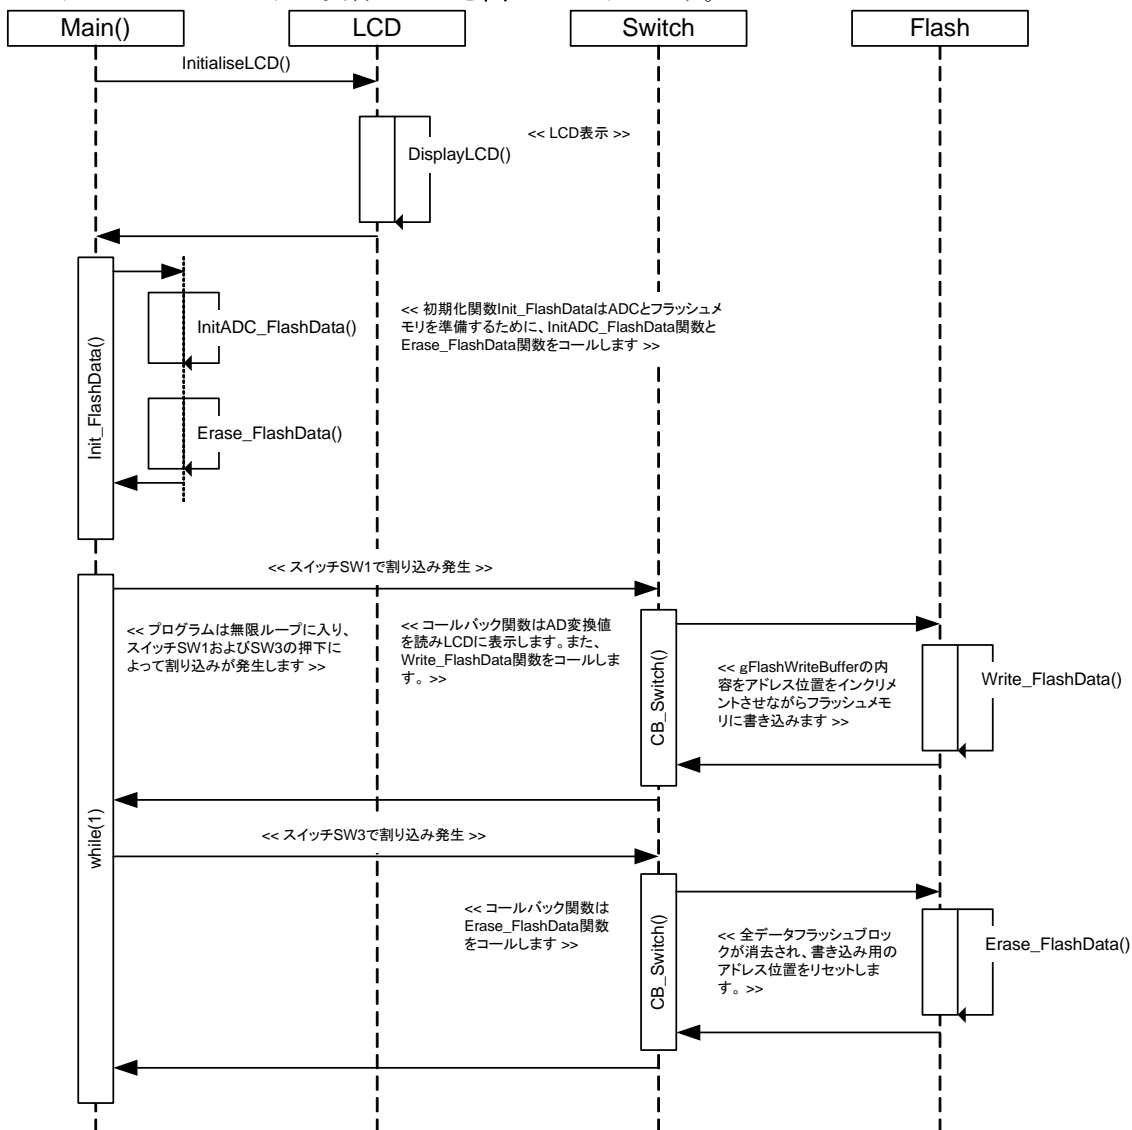 Main()
LCD
Switch
Flash
InitialiseLCD()
<< LCD表示 >>
DisplayLCD()
Init_FlashData()
InitADC_FlashData()
<< 初期化関数Init_FlashDataはADCとフラッシュメ
モリを準備するために、InitADC_FlashData関数と
Erase_FlashData関数をコールします >>
Erase_FlashData()
<< スイッチSW1で割り込み発生 >>
<< プログラムは無限ループに入り、
スイッチSW1およびSW3の押下に
よって割り込みが発生します >>
<< コールバック関数はAD変換値
を読みLCDに表示します。また、
Write_FlashData関数をコールしま
す。 >>
CB_Switch()
<< gFlashWriteBufferの内
容をアドレス位置をインクリメ
ントさせながらフラッシュメモ
リに書き込みます >>
Write_FlashData()
while(1)
<< スイッチSW3で割り込み発生 >>
<< コールバック関数は
Erase_FlashData関数
をコールします >>
CB_Switch()
<< 全データフラッシュブロッ
クが消去され、書き込み用の
アドレス位置をリセットしま
す。 >>
Erase_FlashData()